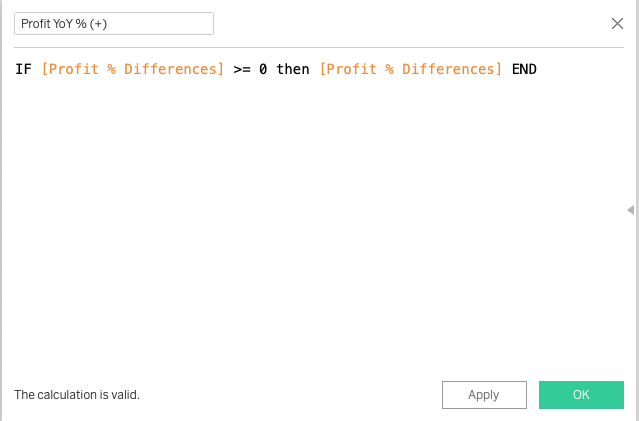 Profit YoY % (+)
IF [Profit % Differences] >= 0 then [Profit % Differences] END
The calculation is valid.
Apply
OK